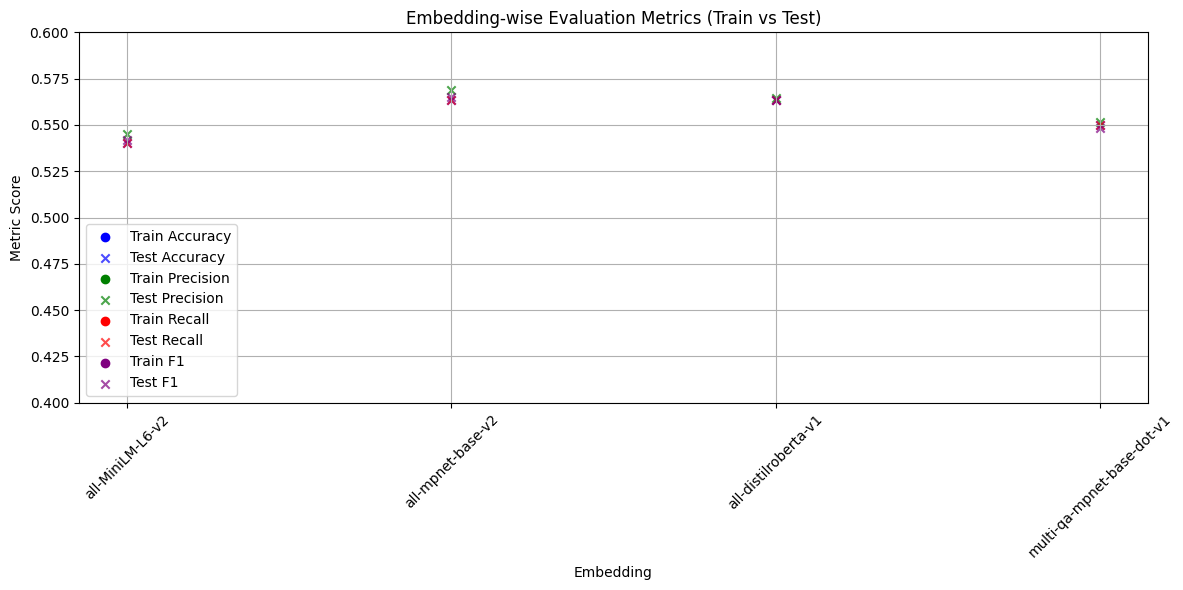 Embedding-wise Evaluation Metrics (Train vs Test)
0.600
0.575
0.550
0.525
0.500
0.475
0.450
0.425
0.400
Metric Score
Train Accuracy
Test Accuracy
Train Precision
Test Precision
Train Recall
Test Recall
Train F1
Test F1
all-MiniLM-L6-v2
all-mpnet-base-v2
all-distilroberta-v1
multi-qa-mpnet-base-dot-v1
Embedding